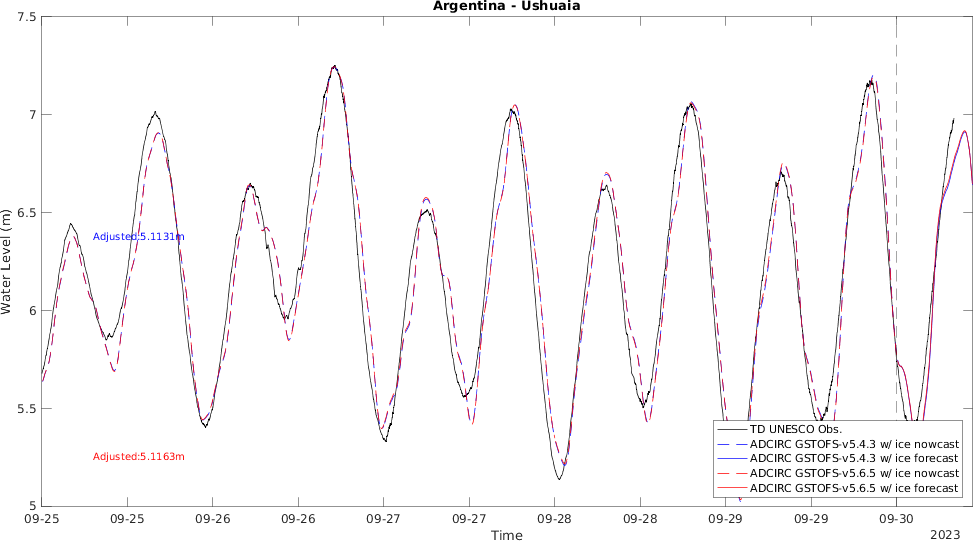 Argentina - Ushuaia
Water Level (m)
7.5
7
6.5
6
5.5
5
Adjusted:5.1131m
Adjusted:5.1163m
TD UNESCO Obs.
ADCIRC GSTOFS-v5.4.3 w/ ice nowcast
ADCIRC GSTOFS-v5.4.3 w/ ice forecast
ADCIRC GSTOFS-v5.6.5 w/ ice nowcast
ADCIRC GSTOFS-v5.6.5 w/ ice forecast
09-25 09-25 09-26 09-26 09-27 09-27 09-28 09-28 09-29 09-29 09-30
Time
2023